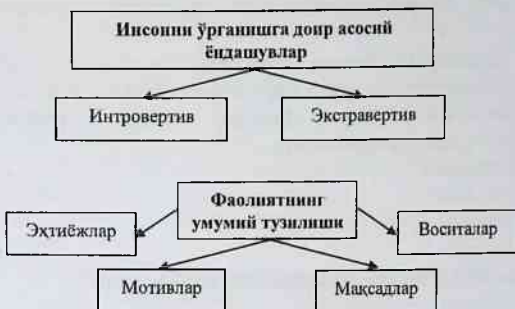 Инсонни ўрганишга доир асосий
ёндашувлар
Интровертив
Экстравертив
Фаолиятнинг
умумий тузилиши
Эҳтиёжлар
Воситалар
Мотивлар
Мақсадлар